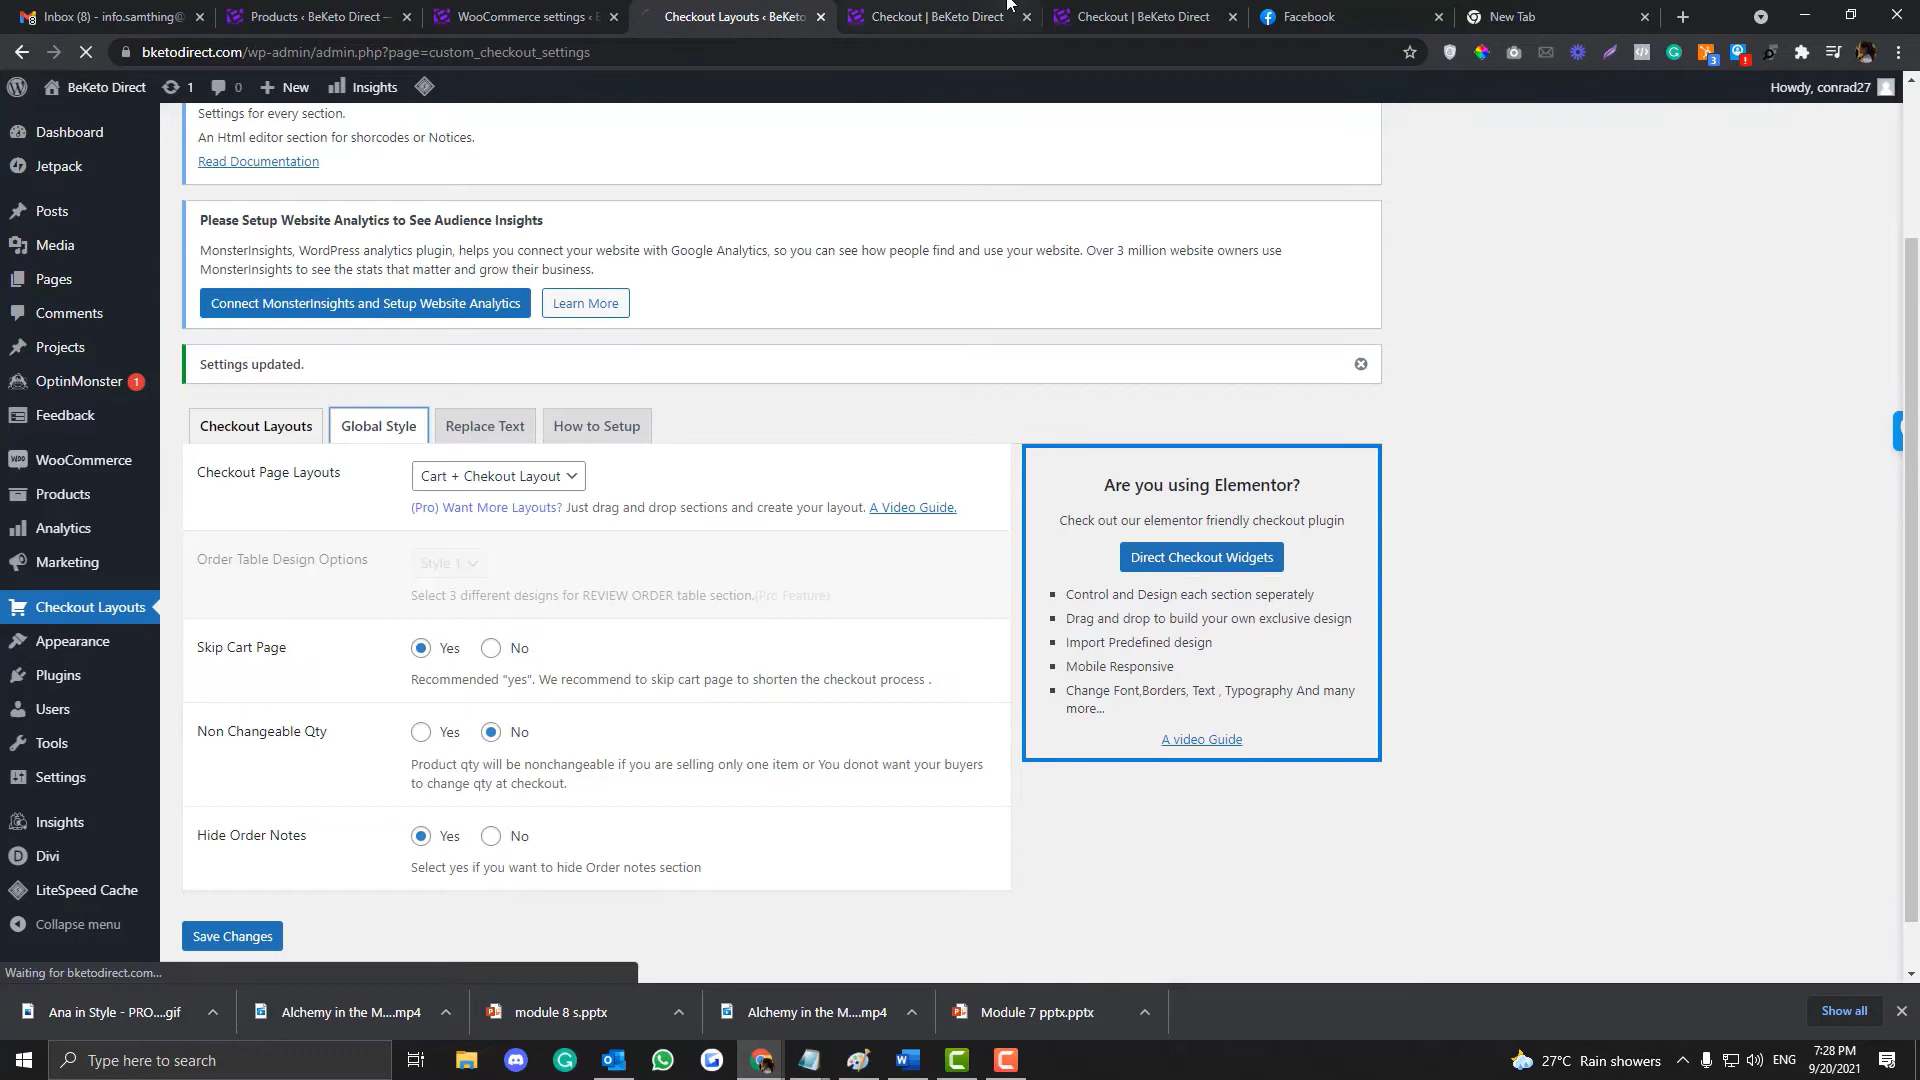 Inbox (8) - info.samthing@
Products ‹ BeKeto Direct —
WooCommerce settings ‹
Checkout Layouts ‹ BeKeto
Checkout | BeKeto Direct
Checkout | BeKeto Direct
Facebook
New Tab
bketodirect.com/wp-admin/admin.php?page=custom_checkout_settings
BeKeto Direct
1
0
New
Insights
Howdy, conrad27
Dashboard
Jetpack
Posts
Media
Pages
Comments
Projects
OptinMonster 1
Feedback
WooCommerce
Products
Analytics
Marketing
Checkout Layouts
Appearance
Plugins
Users
Tools
Settings
Insights
Divi
LiteSpeed Cache
Collapse menu
Settings for every section.
An Html editor section for shorcodes or Notices.
Read Documentation
Please Setup Website Analytics to See Audience Insights
MonsterInsights, WordPress analytics plugin, helps you connect your website with Google Analytics, so you can see how people find and use your website. Over 3 million website owners use
MonsterInsights to see the stats that matter and grow their business.
Connect MonsterInsights and Setup Website Analytics
Learn More
Settings updated.
Checkout Layouts
Global Style
Replace Text
How to Setup
Checkout Page Layouts
Cart + Chekout Layout
(Pro) Want More Layouts? Just drag and drop sections and create your layout. A Video Guide.
Order Table Design Options
Style 1
Select 3 different designs for REVIEW ORDER table section.(Pro Feature)
Skip Cart Page
Yes No
Recommended "yes". We recommend to skip cart page to shorten the checkout process .
Non Changeable Qty
Yes No
Product qty will be nonchangeable if you are selling only one item or You donot want your buyers
to change qty at checkout.
Hide Order Notes
Yes No
Select yes if you want to hide Order notes section
Save Changes
Are you using Elementor?
Check out our elementor friendly checkout plugin
Direct Checkout Widgets
Control and Design each section seperately
Drag and drop to build your own exclusive design
Import Predefined design
Mobile Responsive
Change Font,Borders, Text , Typography And many
more...
A video Guide
Waiting for bketodirect.com...
Ana in Style - PRO....gif
Alchemy in the M....mp4
module 8 s.pptx
Alchemy in the M....mp4
Module 7 pptx.pptx
Show all
Type here to search
27°C Rain showers
ENG
7:28 PM
9/20/2021